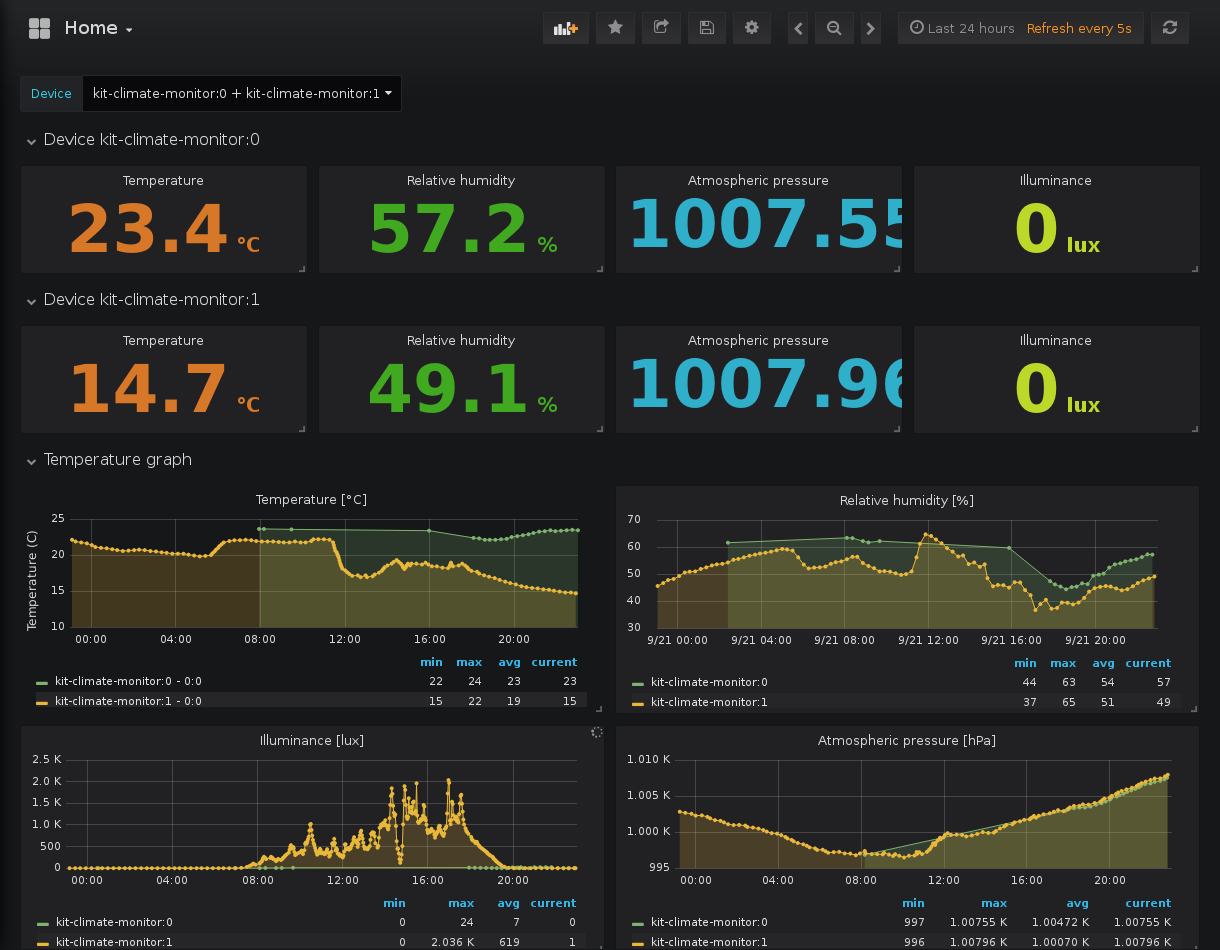 Home
Last 24 hours Refresh every 5s
Device kit-climate-monitor:0 + kit-climate-monitor:1
Device kit-climate-monitor:0
Temperature Relative humidity Atmospheric pressure Illuminance
23.4 °C 57.2 % 1007.55 0 lux
Device kit-climate-monitor:1
Temperature Relative humidity Atmospheric pressure Illuminance
14.7 °C 49.1 % 1007.96 0 lux
Temperature graph
Temperature [°C]
Temperature (C)
25
20
15
10
00:00 04:00 08:00 12:00 16:00 20:00
min max avg current
kit-climate-monitor:0 - 0:0 22 24 23 23
kit-climate-monitor:1 - 0:0 15 22 19 15
Relative humidity [%]
70
60
50
40
30
9/21 00:00 9/21 04:00 9/21 08:00 9/21 12:00 9/21 16:00 9/21 20:00
min max avg current
kit-climate-monitor:0 44 63 54 57
kit-climate-monitor:1 37 65 51 49
Illuminance [lux]
2.5 K
2.0 K
1.5 K
1.0 K
500
0
00:00 04:00 08:00 12:00 16:00 20:00
min max avg current
kit-climate-monitor:0 0 24 7 0
kit-climate-monitor:1 0 2.036 K 619 1
Atmospheric pressure [hPa]
1.010 K
1.005 K
1.000 K
995
00:00 04:00 08:00 12:00 16:00 20:00
min max avg current
kit-climate-monitor:0 997 1.00755 K 1.00472 K 1.00755 K
kit-climate-monitor:1 996 1.00796 K 1.00070 K 1.00796 K